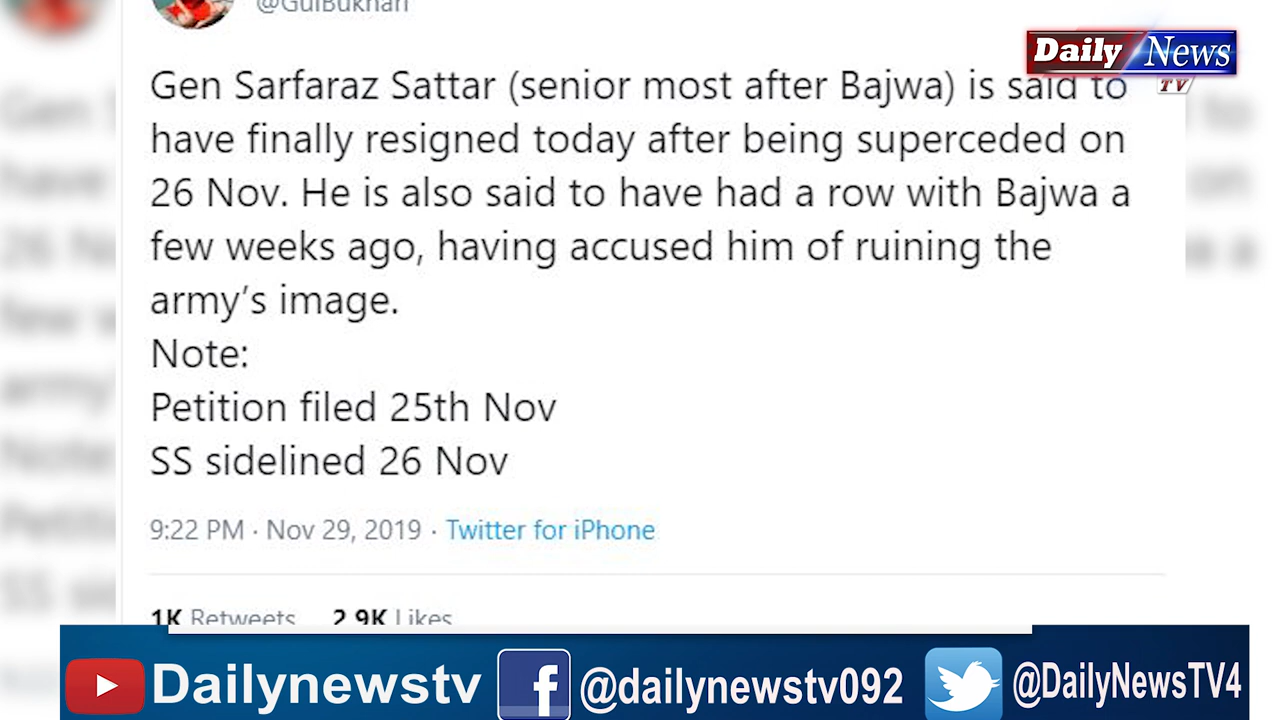 @GulBukhari
Daily News
TV
Gen Sarfaraz Sattar (senior most after Bajwa) is said to
have finally resigned today after being superceded on
26 Nov. He is also said to have had a row with Bajwa a
few weeks ago, having accused him of ruining the
army's image.
Note:
Petition filed 25th Nov
SS sidelined 26 Nov
9:22 PM · Nov 29, 2019 · Twitter for iPhone
1K Retweets 2.9K Likes
Dailynewstv @dailynewstv092 @DailyNewsTV4